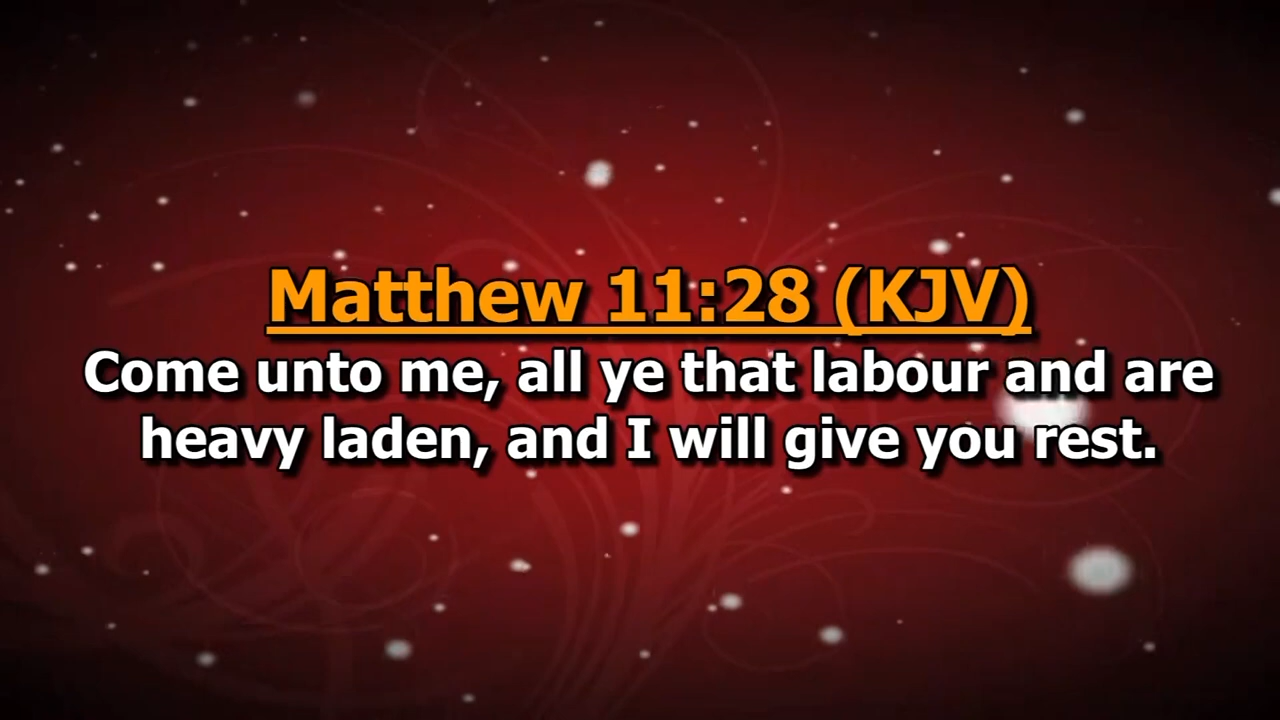 Matthew 11:28 (KJV)
Come unto me, all ye that labour and are
heavy laden, and I will give you rest.